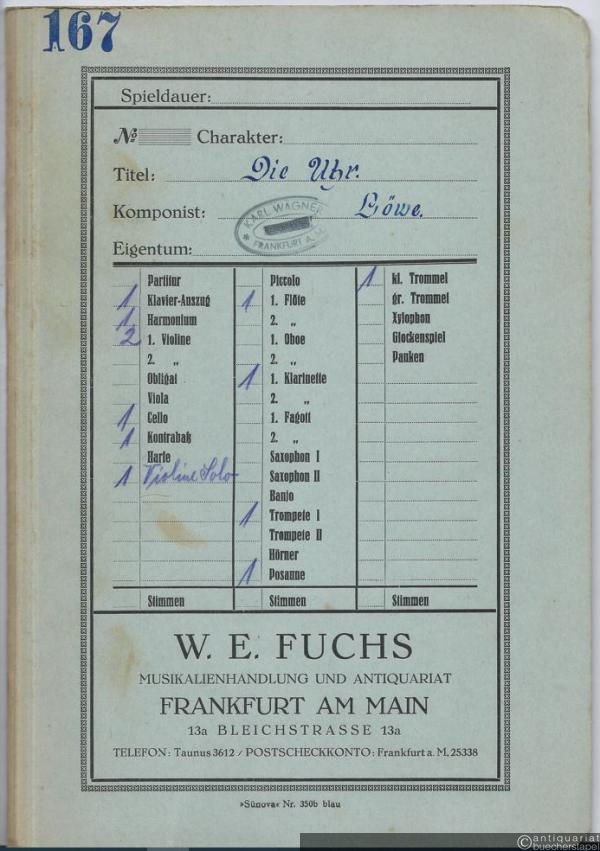 167
Spieldauer:
№ Charakter:
Titel: Die Uhr.
Komponist: Löwe.
KARL WAGNER
* FRANKFURT A. M.
Eigentum:
Partitur
1 Klavier-Auszug
1 Harmonium
2 1. Violine
2. „
Obligat
Viola
1 Cello
1 Kontrabaß
Harfe
1 Violine Solo
Stimmen
Piccolo
1 1. Flöte
2. „
1. Oboe
2. „
1 1. Klarinette
2. „
1. Fagott
2. „
Saxophon I
Saxophon II
Banjo
1 Trompete I
Trompete II
Hörner
1 Posaune
Stimmen
1 kl. Trommel
gr. Trommel
Xylophon
Glockenspiel
Pauken
Stimmen
W. E. FUCHS
MUSIKALIENHANDLUNG UND ANTIQUARIAT
FRANKFURT AM MAIN
13a BLEICHSTRASSE 13a
TELEFON: Taunus 3612 / POSTSCHECKKONTO: Frankfurt a. M. 25338
»Sünova« Nr. 350b blau
antiquariat
buecherstapel